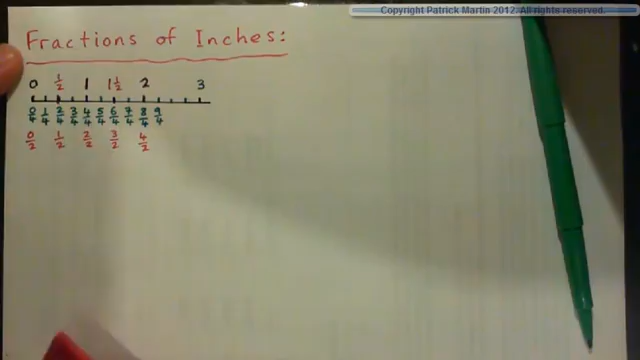 Copyright Patrick Martin 2012. All rights reserved.
Fractions of Inches:
0 1/2 1 1 1/2 2 3
0/4 1/4 2/4 3/4 4/4 5/4 6/4 7/4 8/4 9/4
0/2 1/2 2/2 3/2 4/2